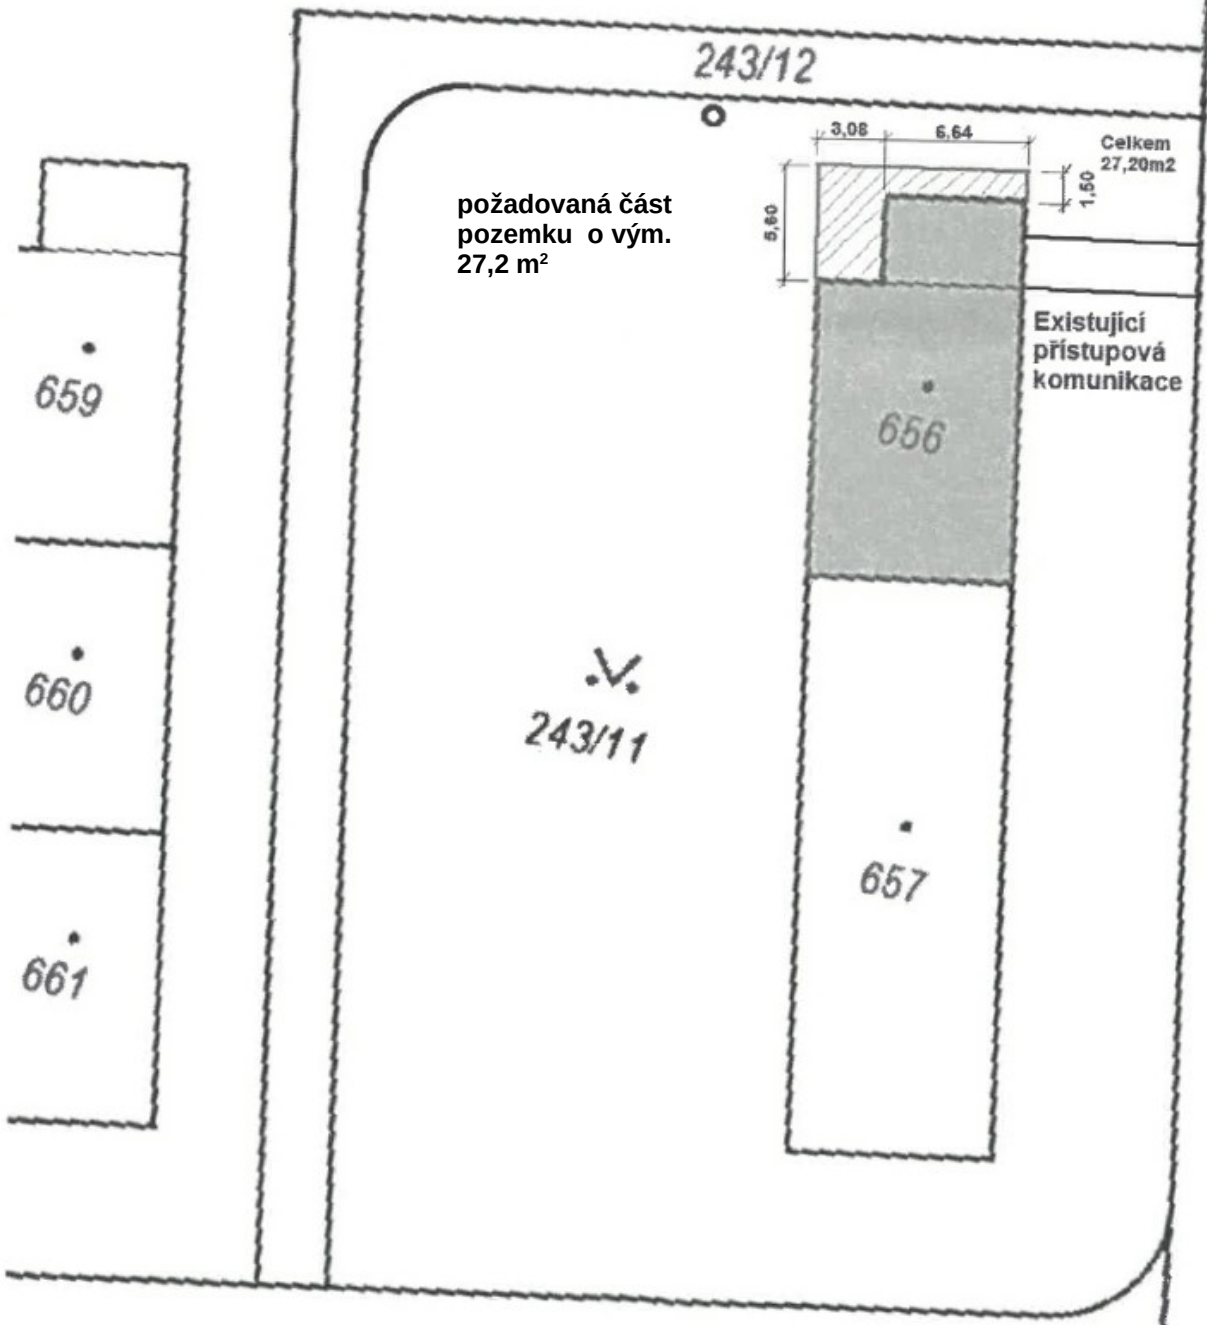 243/12
3,08
6,64
Celkem
27,20m2
1,50
5,60
požadovaná část
pozemku o vým.
27,2 m²
Existující
přístupová
komunikace
659
656
660
243/11
657
661